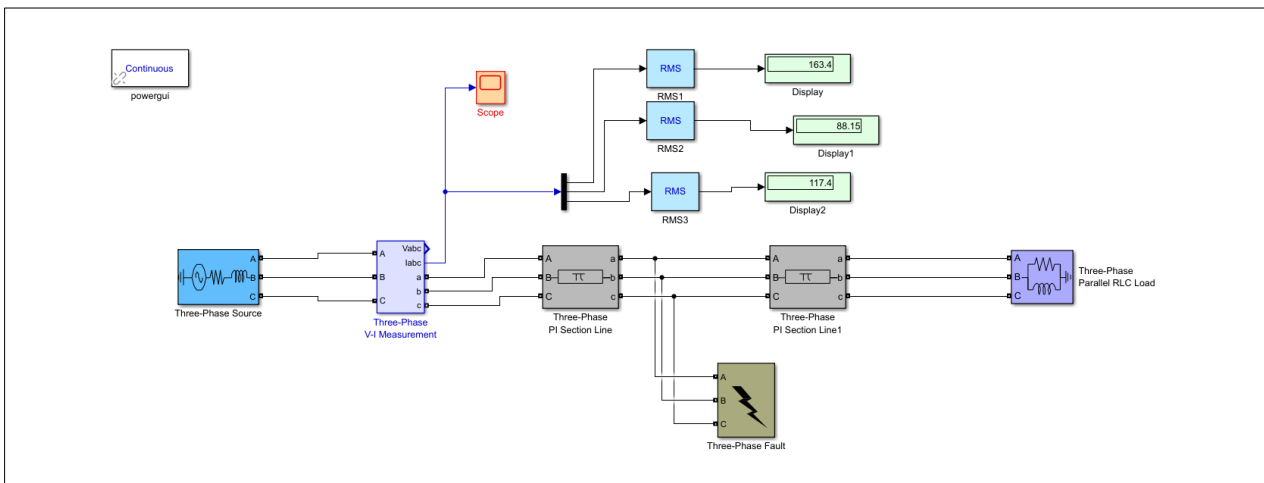 Continuous
powergui
Scope
RMS
RMS1
163.4
Display
RMS
RMS2
88.15
Display1
RMS
RMS3
117.4
Display2
A
B
C
Three-Phase Source
A
B
C
Vabc
Iabc
a
b
c
Three-Phase
V-I Measurement
A
B
C
a
b
c
Three-Phase
PI Section Line
A
B
C
a
b
c
Three-Phase
PI Section Line1
A
B
C
Three-Phase
Parallel RLC Load
A
B
C
Three-Phase Fault